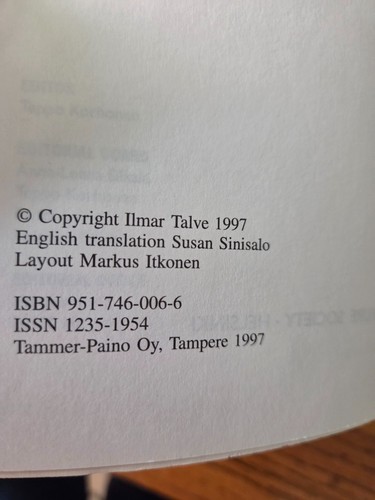 © Copyright Ilmar Talve 1997
English translation Susan Sinisalo
Layout Markus Itkonen
ISBN 951-746-006-6
ISSN 1235-1954
Tammer-Paino Oy, Tampere 1997